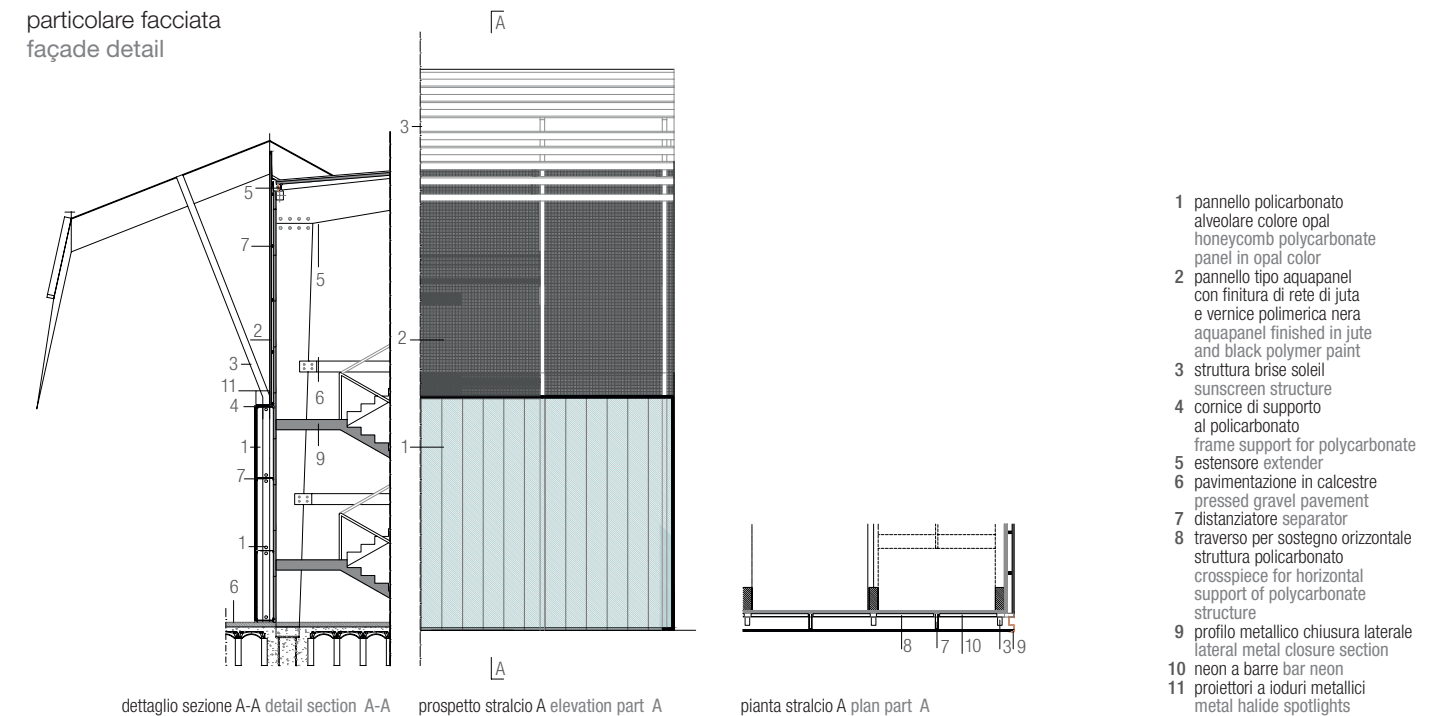 particolare facciata
façade detail
A
3
5
7
5
2
2
3
11
6
4
1
1
9
7
1
6
8 7 10 3 9
A
dettaglio sezione A-A detail section A-A
prospetto stralcio A elevation part A
pianta stralcio A plan part A
1 pannello policarbonato
alveolare colore opal
honeycomb polycarbonate
panel in opal color
2 pannello tipo aquapanel
con finitura di rete di juta
e vernice polimerica nera
aquapanel finished in jute
and black polymer paint
3 struttura brise soleil
sunscreen structure
4 cornice di supporto
al policarbonato
frame support for polycarbonate
5 estensore extender
6 pavimentazione in calcestre
pressed gravel pavement
7 distanziatore separator
8 traverso per sostegno orizzontale
struttura policarbonato
crosspiece for horizontal
support of polycarbonate
structure
9 profilo metallico chiusura laterale
lateral metal closure section
10 neon a barre bar neon
11 proiettori a ioduri metallici
metal halide spotlights